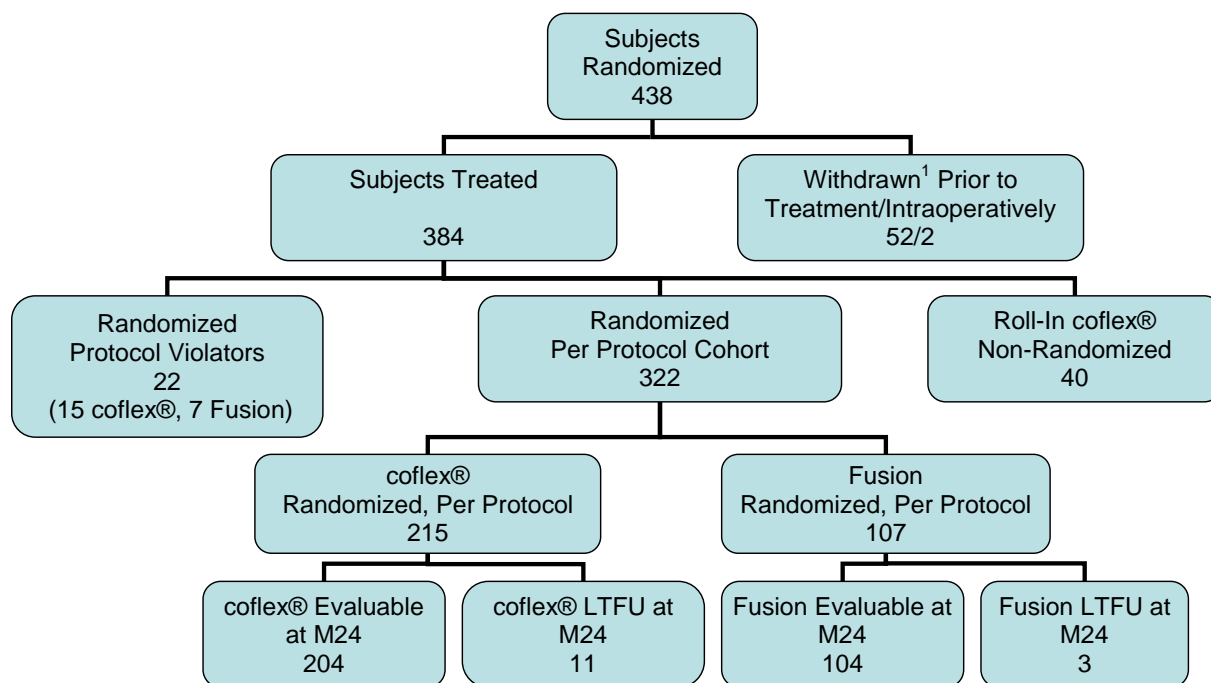 Subjects
Randomized
438
Subjects Treated
384
Withdrawn¹ Prior to
Treatment/Intraoperatively
52/2
Randomized
Protocol Violators
22
(15 coflex®, 7 Fusion)
Randomized
Per Protocol Cohort
322
Roll-In coflex®
Non-Randomized
40
coflex®
Randomized, Per Protocol
215
Fusion
Randomized, Per Protocol
107
coflex® Evaluable
at M24
204
coflex® LTFU at
M24
11
Fusion Evaluable at
M24
104
Fusion LTFU at
M24
3